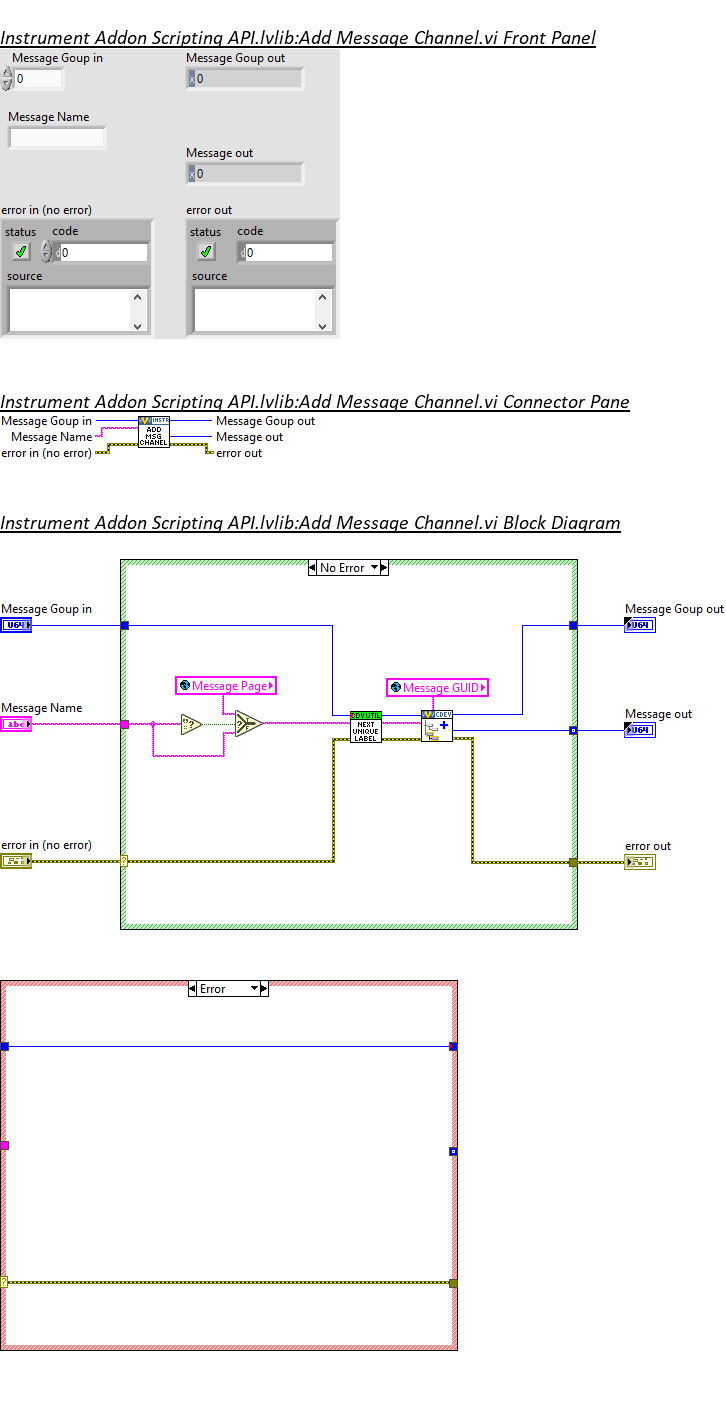 Instrument Addon Scripting API.lvlib:Add Message Channel.vi Front Panel
Message Goup in
Message Goup out
0
x 0
Message Name
Message out
x 0
error in (no error)
error out
status code
status code
d 0
d 0
source
source
Instrument Addon Scripting API.lvlib:Add Message Channel.vi Connector Pane
Message Goup in
INSTR
Message Goup out
Message Name
ADD
MSG
CHANEL
Message out
error in (no error)
error out
Instrument Addon Scripting API.lvlib:Add Message Channel.vi Block Diagram
No Error
Message Goup in
Message Goup out
U64
U64
Message Page
Message GUID
Message Name
Message out
abc
CDEV
NEXT
UNIQUE
LABEL
U64
error in (no error)
error out
?
Error
?